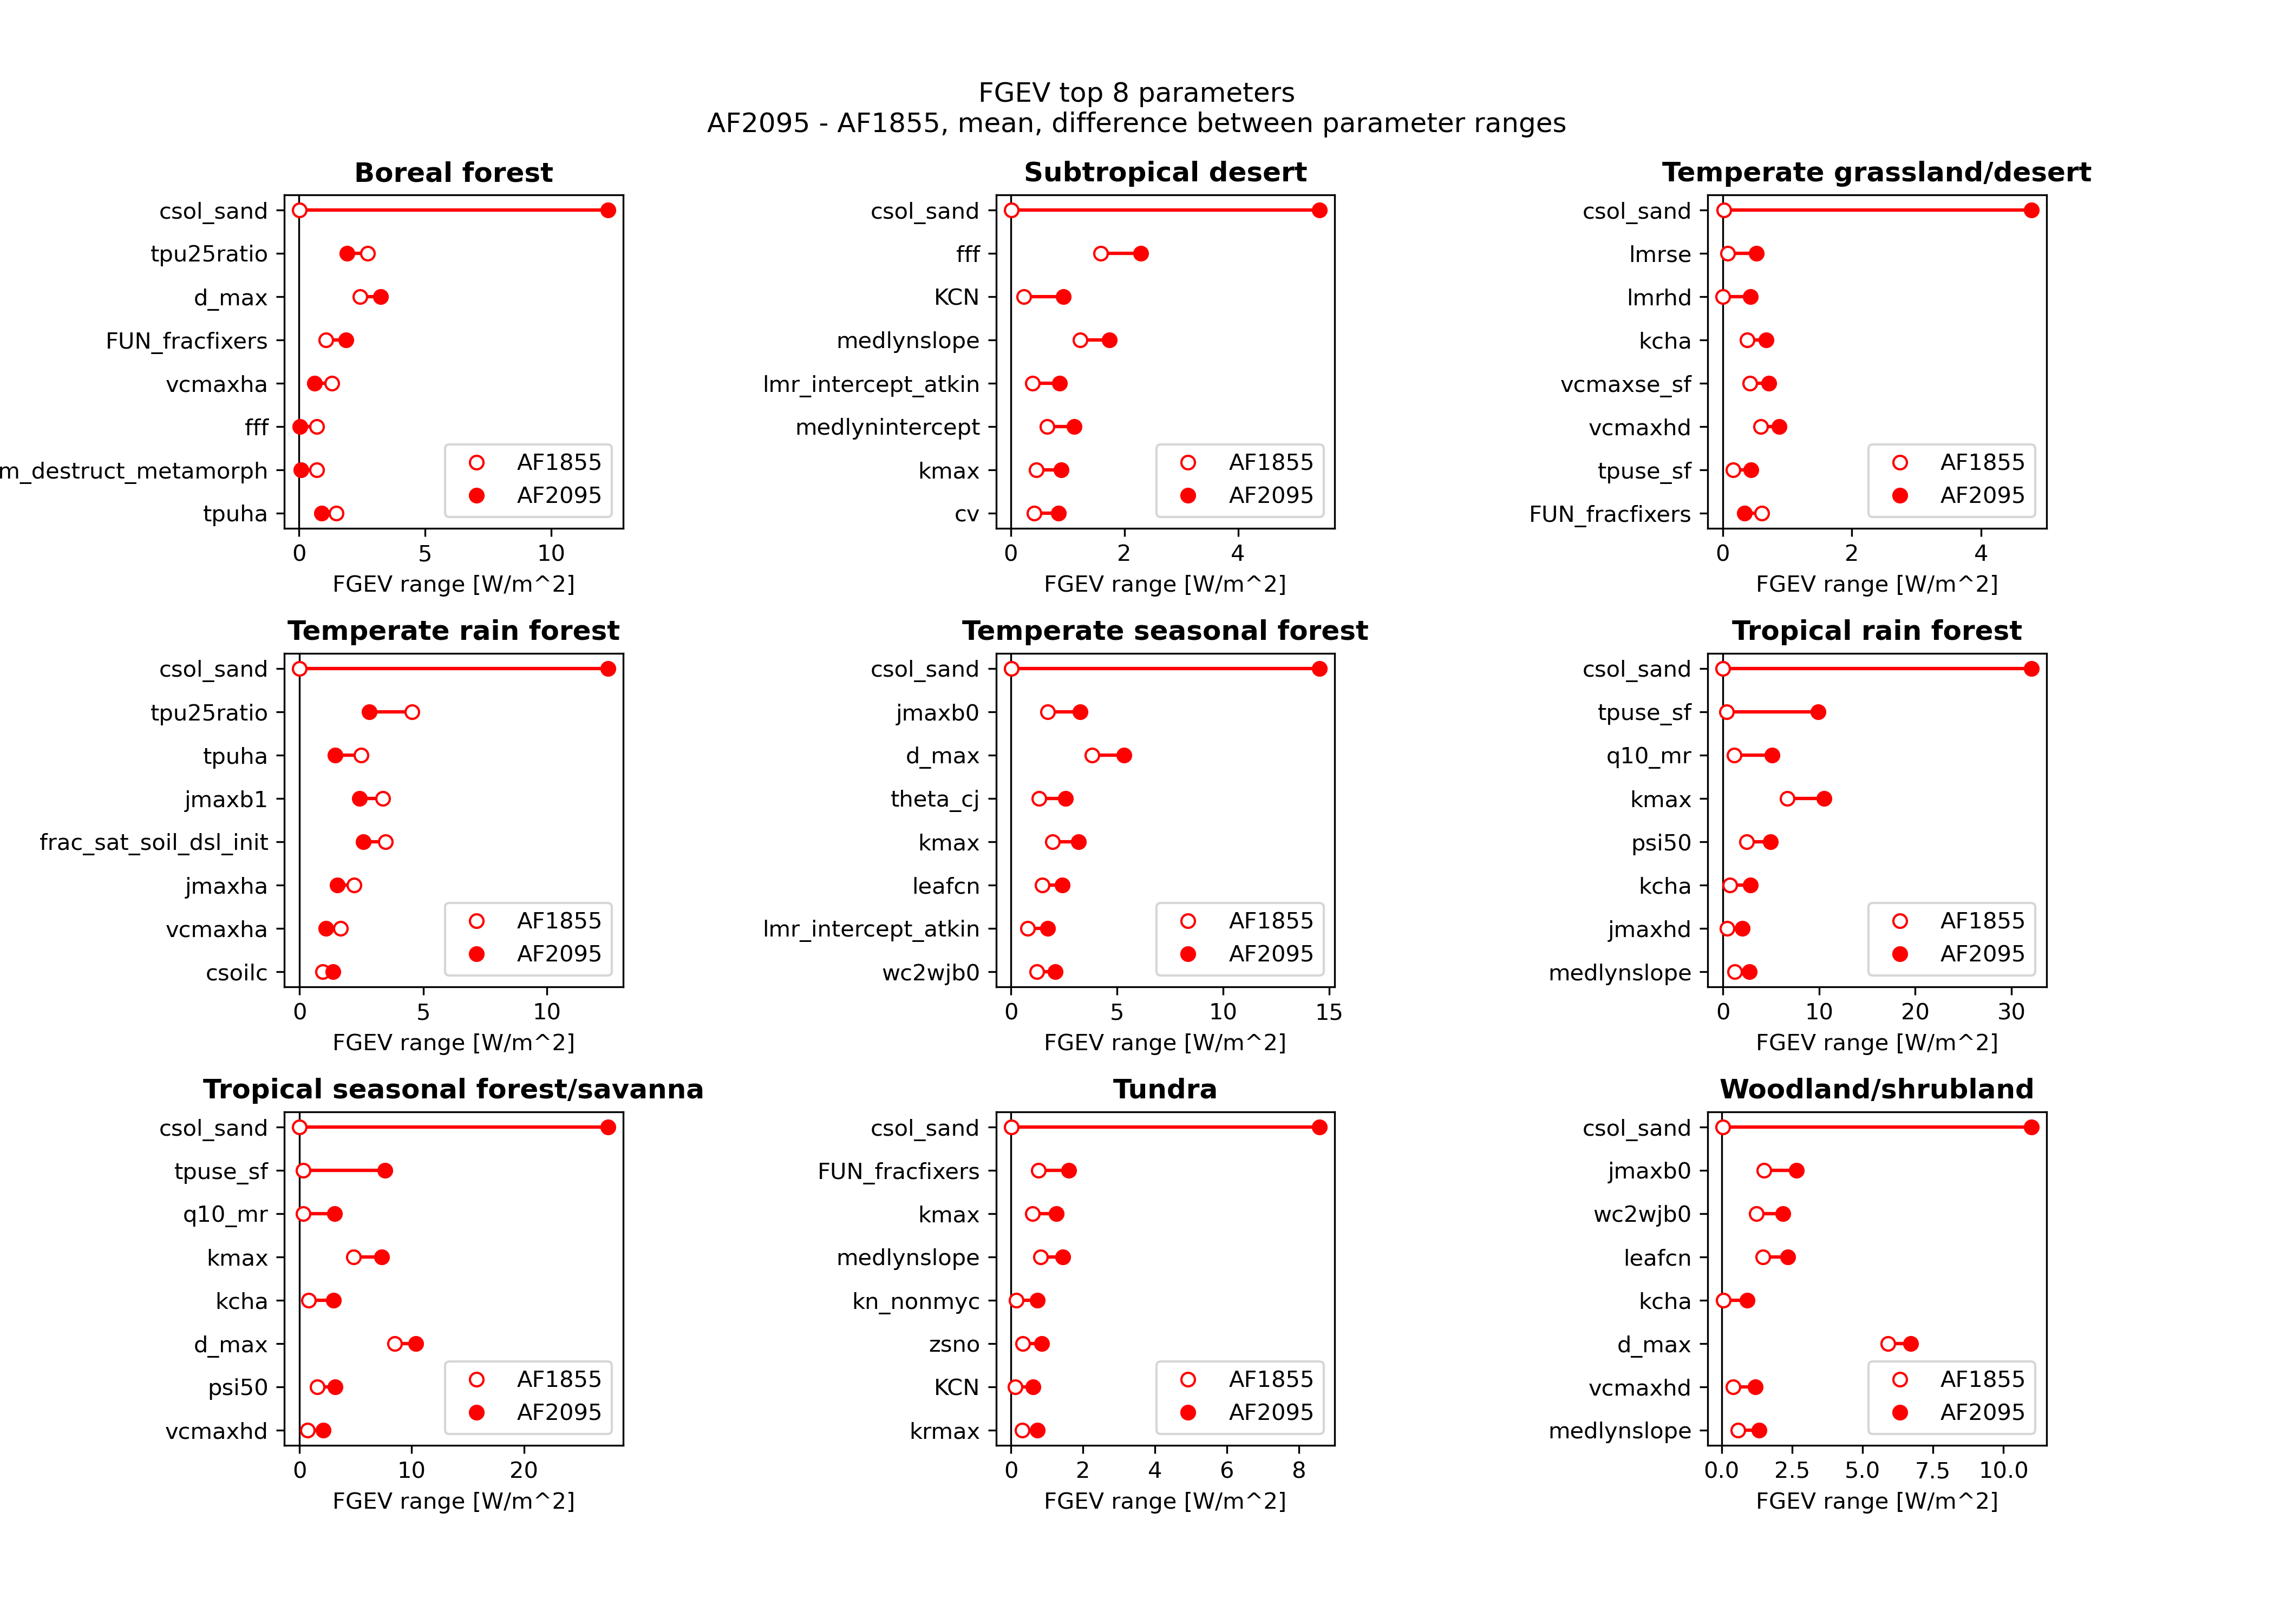 FGEV top 8 parameters
AF2095 - AF1855, mean, difference between parameter ranges
Boreal forest
csol_sand
tpu25ratio
d_max
FUN_fracfixers
vcmaxha
fff
m_destruct_metamorph
tpuha
AF1855
AF2095
0 5 10
FGEV range [W/m^2]
Subtropical desert
csol_sand
fff
KCN
medlynslope
lmr_intercept_atkin
medlynintercept
kmax
cv
AF1855
AF2095
0 2 4
FGEV range [W/m^2]
Temperate grassland/desert
csol_sand
lmrse
lmrhd
kcha
vcmaxse_sf
vcmaxhd
tpuse_sf
FUN_fracfixers
AF1855
AF2095
0 2 4
FGEV range [W/m^2]
Temperate rain forest
csol_sand
tpu25ratio
tpuha
jmaxb1
frac_sat_soil_dsl_init
jmaxha
vcmaxha
csoilc
AF1855
AF2095
0 5 10
FGEV range [W/m^2]
Temperate seasonal forest
csol_sand
jmaxb0
d_max
theta_cj
kmax
leafcn
lmr_intercept_atkin
wc2wjb0
AF1855
AF2095
0 5 10 15
FGEV range [W/m^2]
Tropical rain forest
csol_sand
tpuse_sf
q10_mr
kmax
psi50
kcha
jmaxhd
medlynslope
AF1855
AF2095
0 10 20 30
FGEV range [W/m^2]
Tropical seasonal forest/savanna
csol_sand
tpuse_sf
q10_mr
kmax
kcha
d_max
psi50
vcmaxhd
AF1855
AF2095
0 10 20
FGEV range [W/m^2]
Tundra
csol_sand
FUN_fracfixers
kmax
medlynslope
kn_nonmyc
zsno
KCN
krmax
AF1855
AF2095
0 2 4 6 8
FGEV range [W/m^2]
Woodland/shrubland
csol_sand
jmaxb0
wc2wjb0
leafcn
kcha
d_max
vcmaxhd
medlynslope
AF1855
AF2095
0.0 2.5 5.0 7.5 10.0
FGEV range [W/m^2]